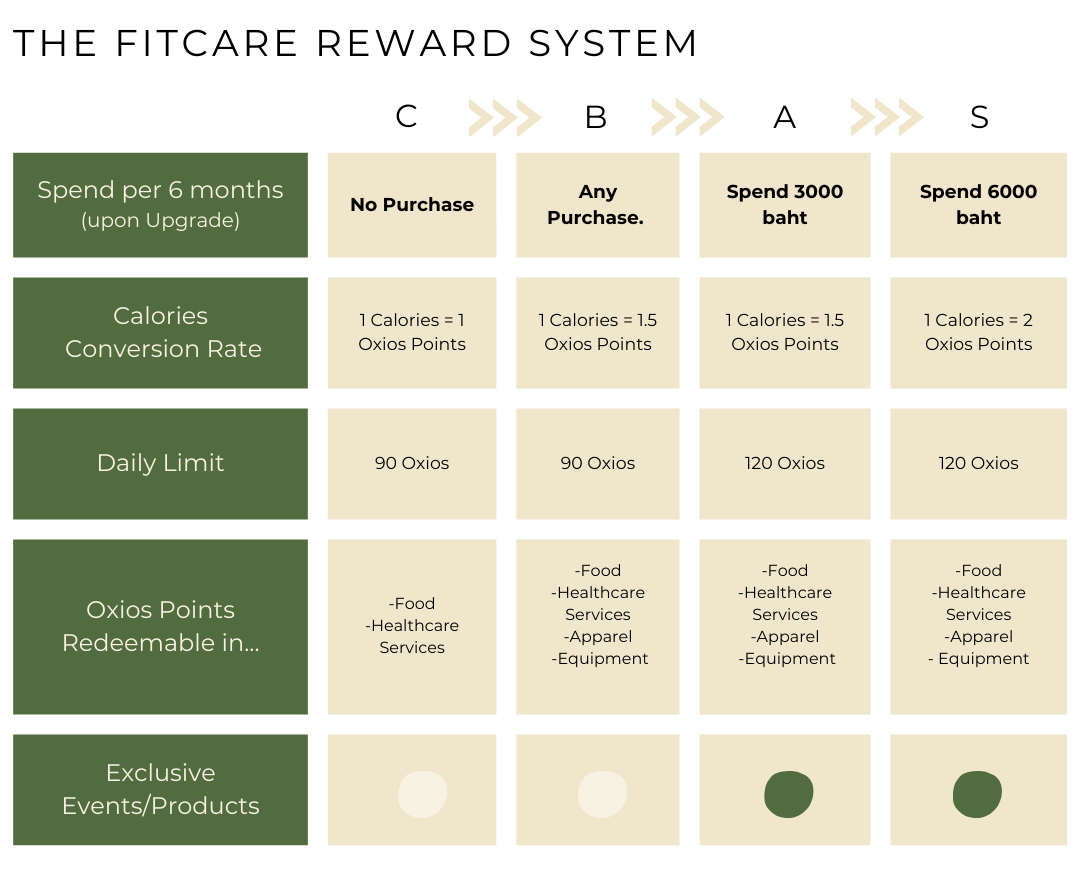 THE FITCARE REWARD SYSTEM
C
B
A
S
Spend per 6 months
(upon Upgrade)
No Purchase
Any
Purchase.
Spend 3000
baht
Spend 6000
baht
Calories
Conversion Rate
1 Calories = 1
Oxios Points
1 Calories = 1.5
Oxios Points
1 Calories = 1.5
Oxios Points
1 Calories = 2
Oxios Points
Daily Limit
90 Oxios
90 Oxios
120 Oxios
120 Oxios
Oxios Points
Redeemable in...
-Food
-Healthcare
Services
-Food
-Healthcare
Services
-Apparel
-Equipment
-Food
-Healthcare
Services
-Apparel
-Equipment
-Food
-Healthcare
Services
-Apparel
- Equipment
Exclusive
Events/Products